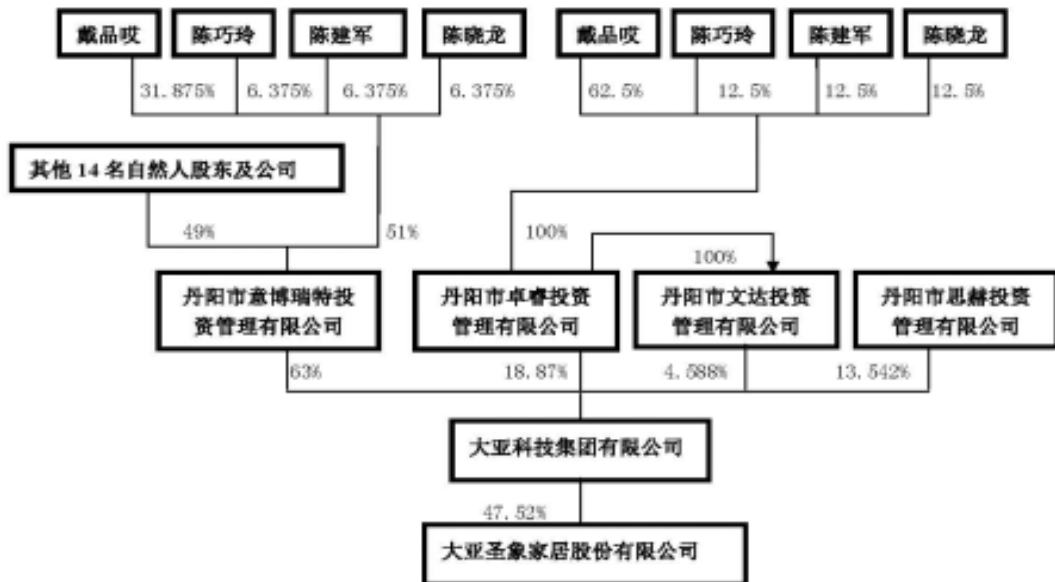 戴品哎
陈巧玲
陈建军
陈晓龙
戴品哎
陈巧玲
陈建军
陈晓龙
31.875%
6.375%
6.375%
6.375%
62.5%
12.5%
12.5%
12.5%
其他14名自然人股东及公司
49%
51%
100%
100%
丹阳市意博瑞特投
资管理有限公司
丹阳市卓睿投资
管理有限公司
丹阳市文达投资
管理有限公司
丹阳市思赫投资
管理有限公司
63%
18.87%
4.588%
13.542%
大亚科技集团有限公司
47.52%
大亚圣象家居股份有限公司